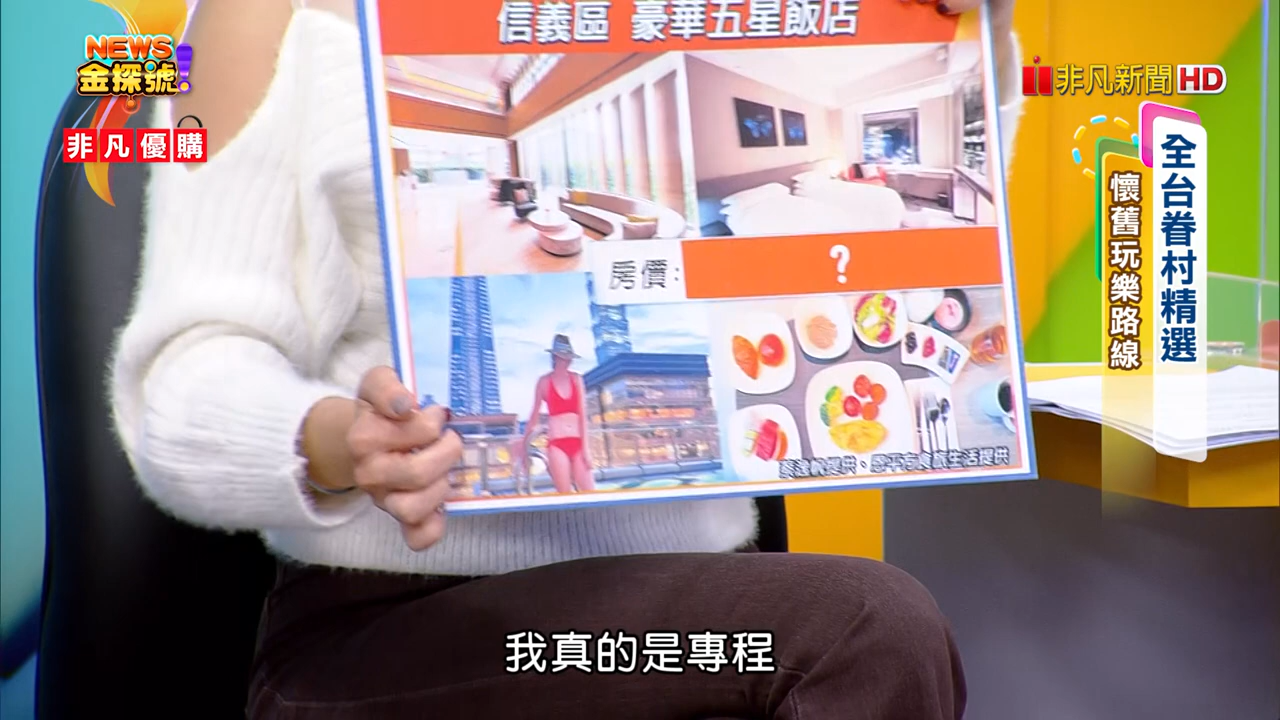 信義區 豪華五星飯店
NEWS
金探號!
非凡新聞HD
非凡優購
全台眷村精選
懷舊玩樂路線
房價:
?
我真的是專程